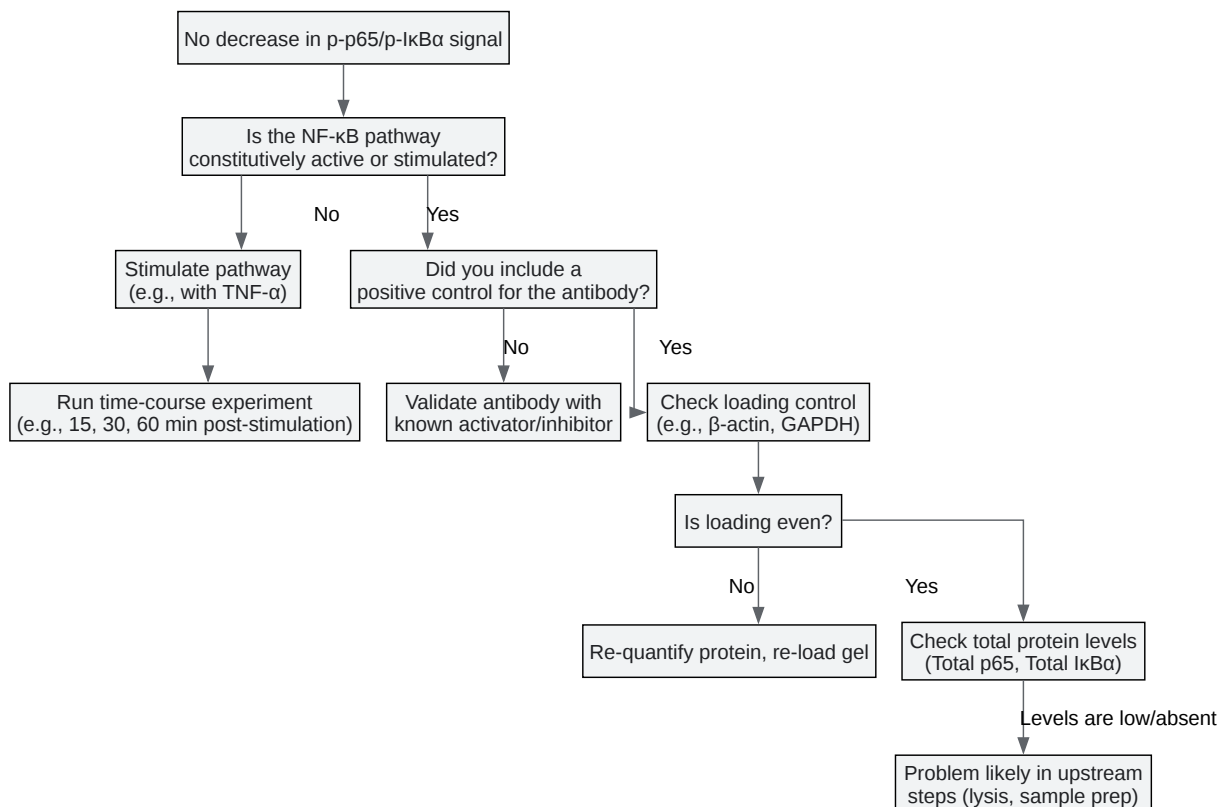 No decrease in p-p65/p-IκBα signal
Is the NF-κB pathway
constitutively active or stimulated?
No
Yes
Stimulate pathway
(e.g., with TNF-α)
Did you include a
positive control for the antibody?
No
Yes
Run time-course experiment
(e.g., 15, 30, 60 min post-stimulation)
Validate antibody with
known activator/inhibitor
Check loading control
(e.g., β-actin, GAPDH)
Is loading even?
No
Yes
Re-quantify protein, re-load gel
Check total protein levels
(Total p65, Total IκBα)
Levels are low/absent
Problem likely in upstream
steps (lysis, sample prep)